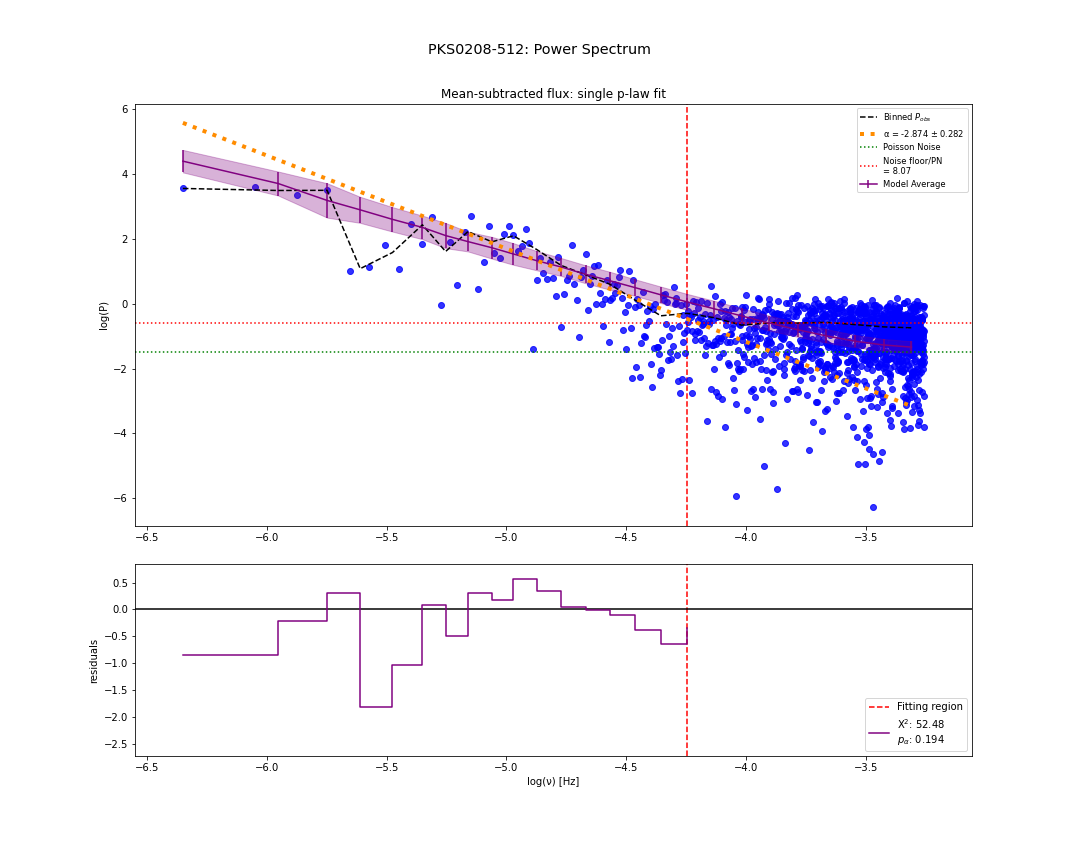 PKS0208-512: Power Spectrum
Mean-subtracted flux: single p-law fit
log(P)
6
4
2
0
−2
−4
−6
Binned P_obs
α = -2.874 ± 0.282
Poisson Noise
Noise floor/PN
= 8.07
Model Average
−6.5 −6.0 −5.5 −5.0 −4.5 −4.0 −3.5
residuals
0.5
0.0
−0.5
−1.0
−1.5
−2.0
−2.5
Fitting region
X²: 52.48
p_α: 0.194
−6.5 −6.0 −5.5 −5.0 −4.5 −4.0 −3.5
log(ν) [Hz]